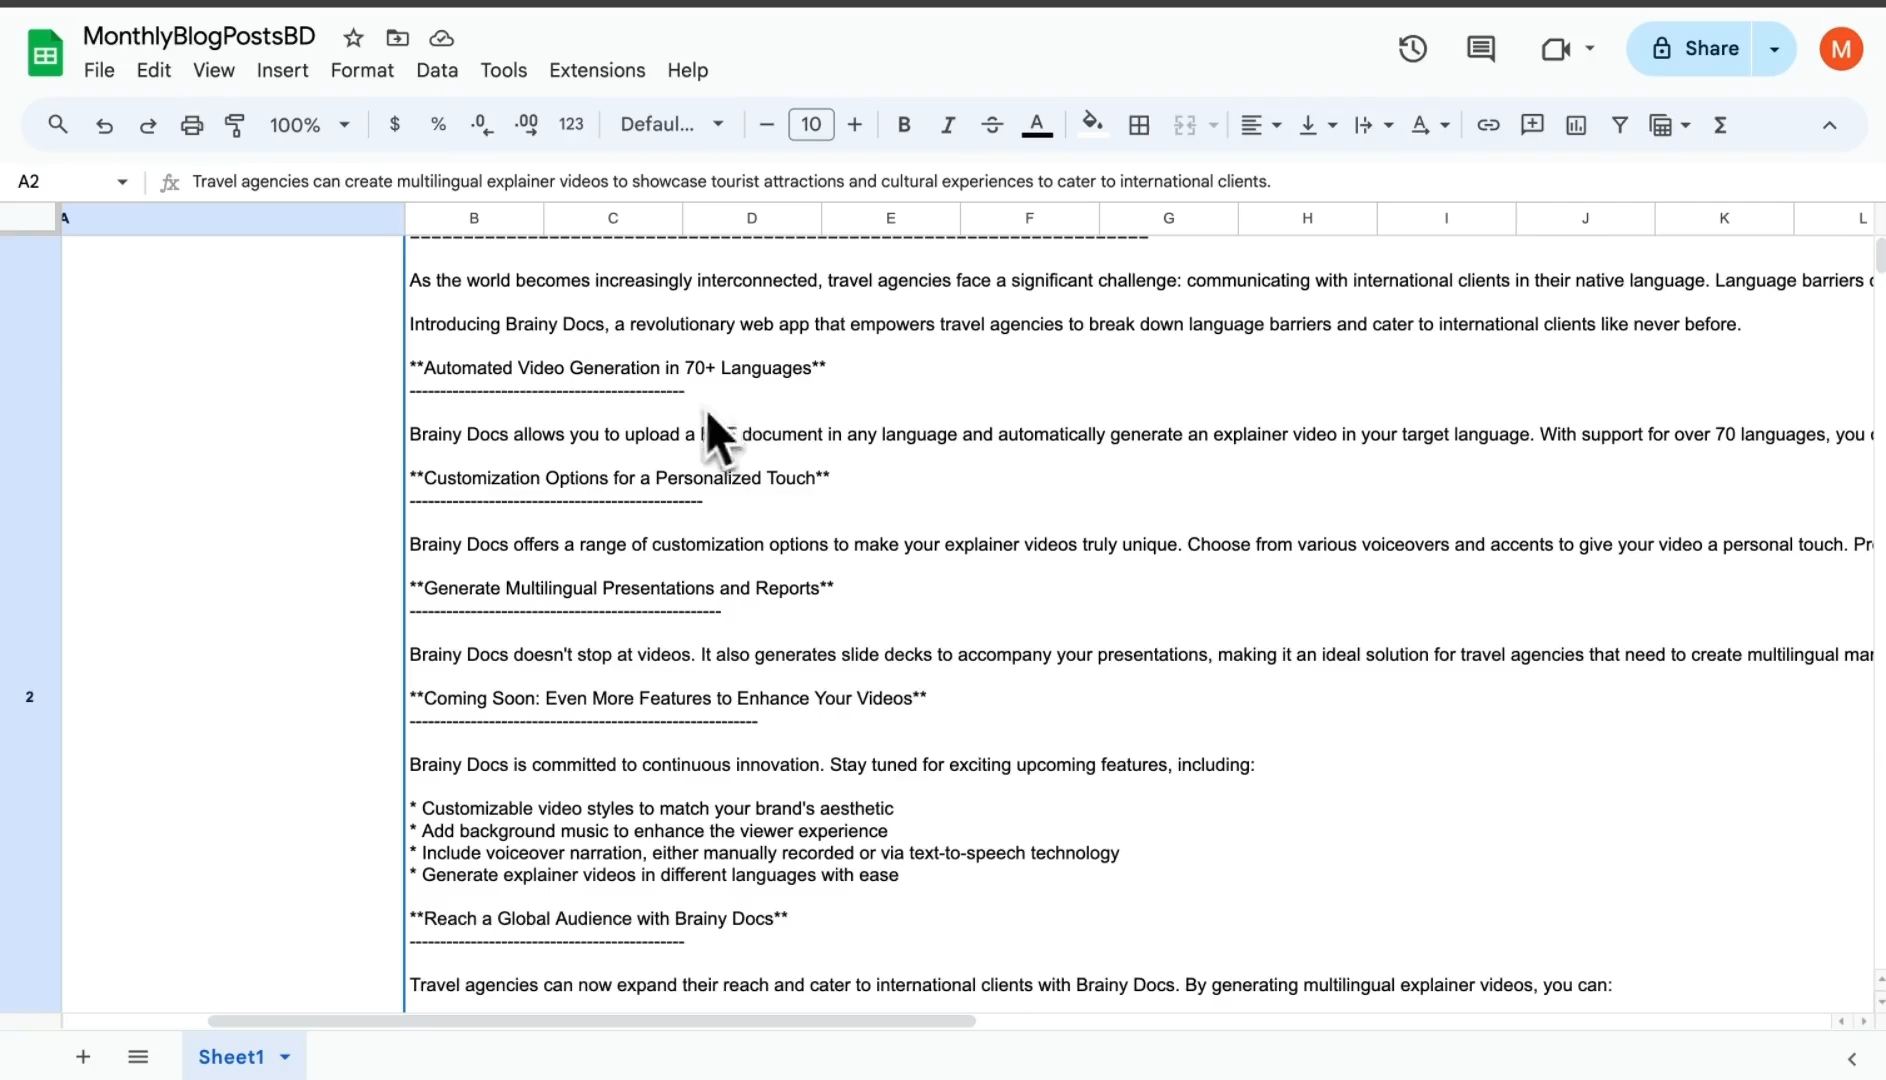 MonthlyBlogPostsBD
File Edit View Insert Format Data Tools Extensions Help
Share
M
100% $ % .0 .00 123 Defaul... 10 B I A
A2 fx Travel agencies can create multilingual explainer videos to showcase tourist attractions and cultural experiences to cater to international clients.
A B C D E F G H I J K L
As the world becomes increasingly interconnected, travel agencies face a significant challenge: communicating with international clients in their native language. Language barriers
Introducing Brainy Docs, a revolutionary web app that empowers travel agencies to break down language barriers and cater to international clients like never before.
**Automated Video Generation in 70+ Languages**
---------------------------------------------
Brainy Docs allows you to upload a document in any language and automatically generate an explainer video in your target language. With support for over 70 languages, you
**Customization Options for a Personalized Touch**
------------------------------------------------
Brainy Docs offers a range of customization options to make your explainer videos truly unique. Choose from various voiceovers and accents to give your video a personal touch.
**Generate Multilingual Presentations and Reports**
---------------------------------------------------
Brainy Docs doesn't stop at videos. It also generates slide decks to accompany your presentations, making it an ideal solution for travel agencies that need to create multilingual
2
**Coming Soon: Even More Features to Enhance Your Videos**
---------------------------------------------------------
Brainy Docs is committed to continuous innovation. Stay tuned for exciting upcoming features, including:
* Customizable video styles to match your brand's aesthetic
* Add background music to enhance the viewer experience
* Include voiceover narration, either manually recorded or via text-to-speech technology
* Generate explainer videos in different languages with ease
**Reach a Global Audience with Brainy Docs**
---------------------------------------------
Travel agencies can now expand their reach and cater to international clients with Brainy Docs. By generating multilingual explainer videos, you can:
Sheet1